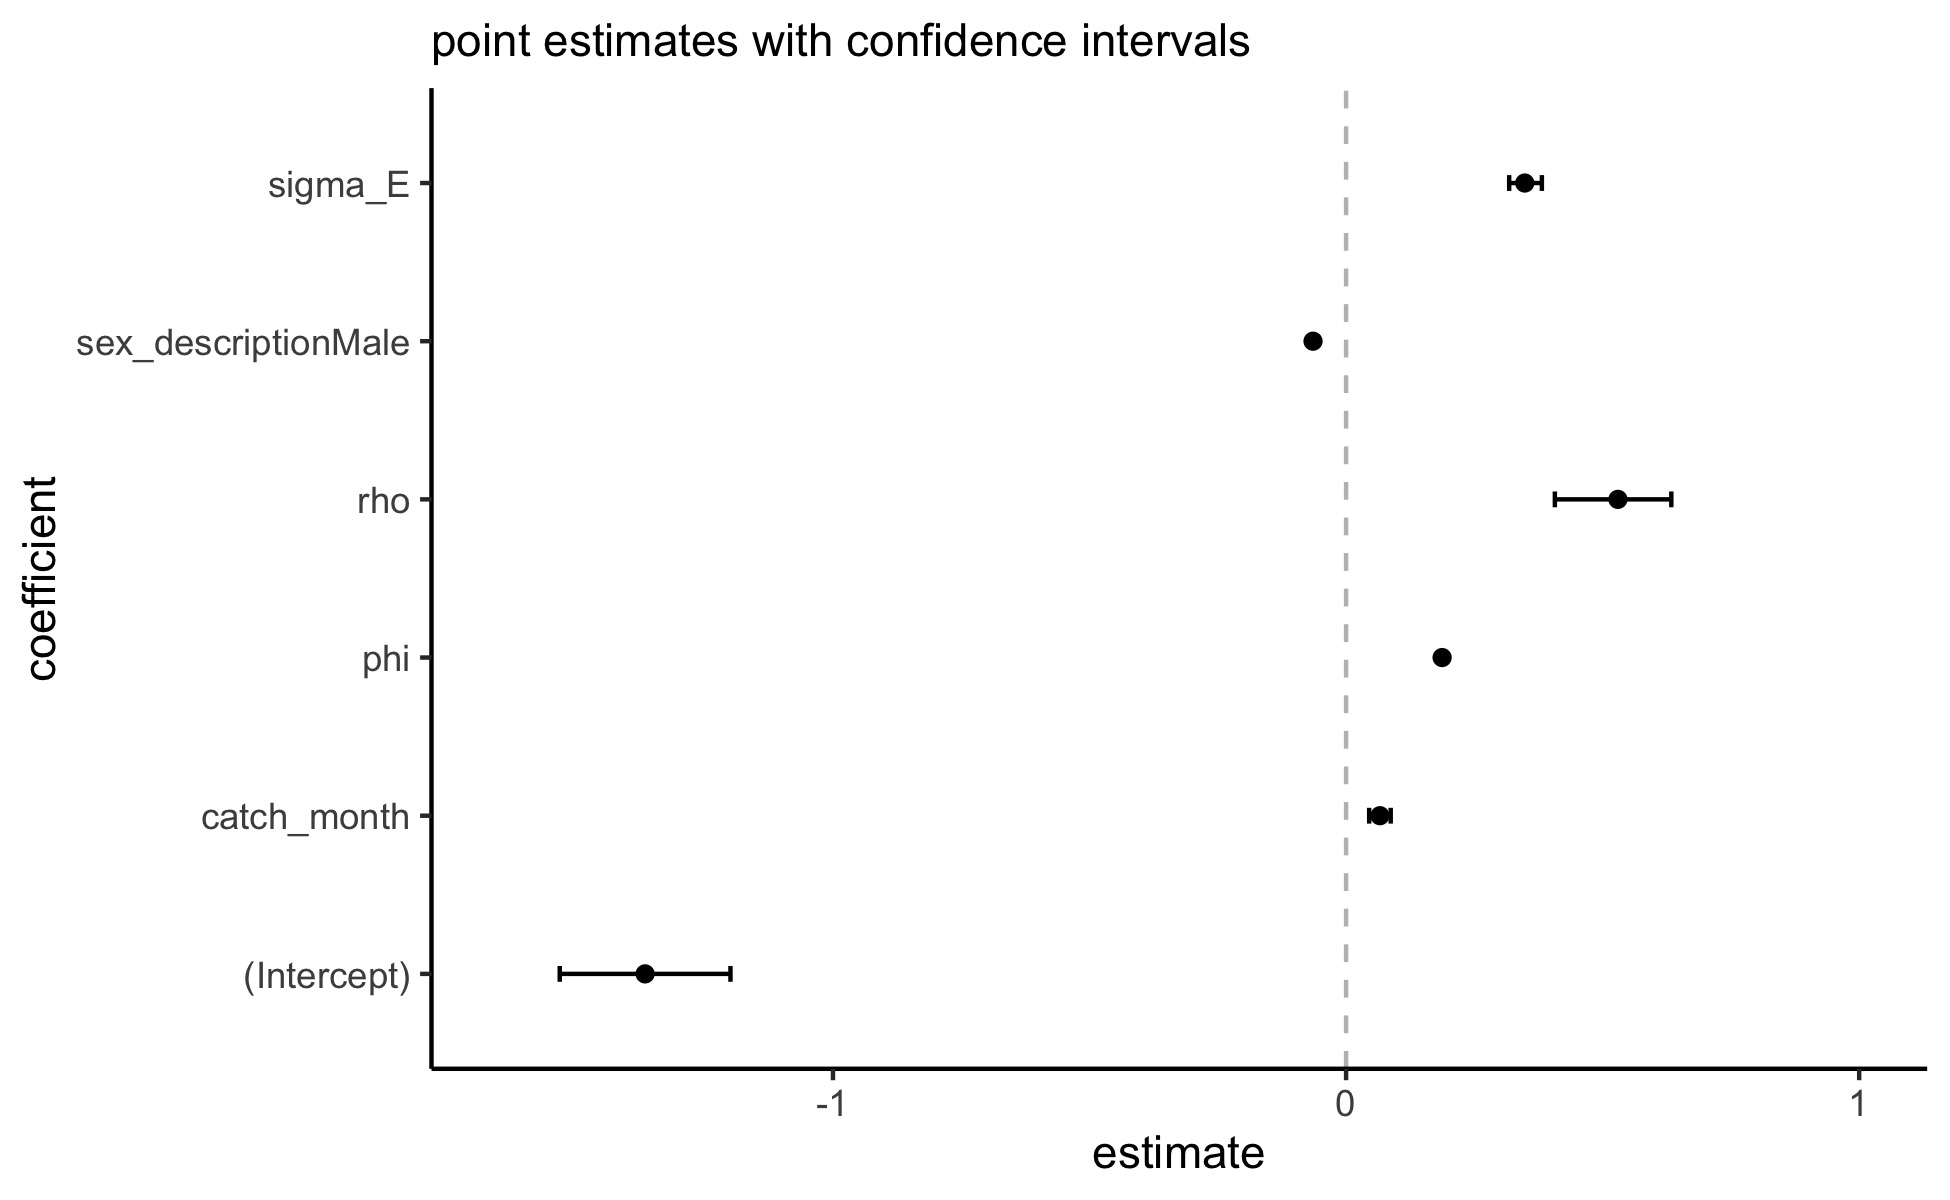 point estimates with confidence intervals
sigma_E
sex_descriptionMale
rho
phi
catch_month
(Intercept)
coefficient
-1
0
1
estimate